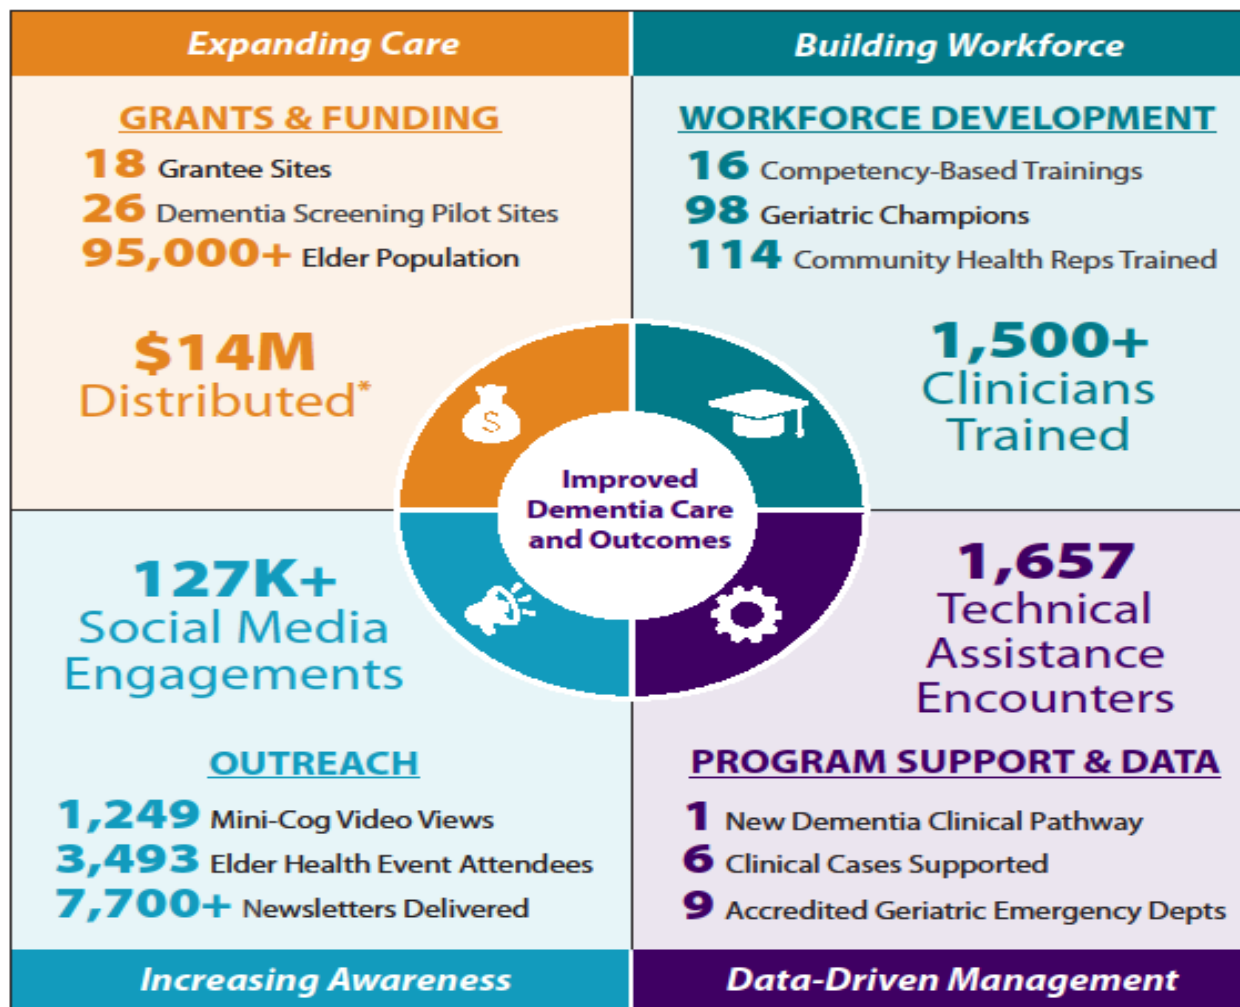 Expanding Care
GRANTS & FUNDING
18 Grantee Sites
26 Dementia Screening Pilot Sites
95,000+ Elder Population
$14M
Distributed*
Building Workforce
WORKFORCE DEVELOPMENT
16 Competency-Based Trainings
98 Geriatric Champions
114 Community Health Reps Trained
1,500+
Clinicians
Trained
Improved
Dementia Care
and Outcomes
$
127K+
Social Media
Engagements
OUTREACH
1,249 Mini-Cog Video Views
3,493 Elder Health Event Attendees
7,700+ Newsletters Delivered
Increasing Awareness
1,657
Technical
Assistance
Encounters
PROGRAM SUPPORT & DATA
1 New Dementia Clinical Pathway
6 Clinical Cases Supported
9 Accredited Geriatric Emergency Depts
Data-Driven Management